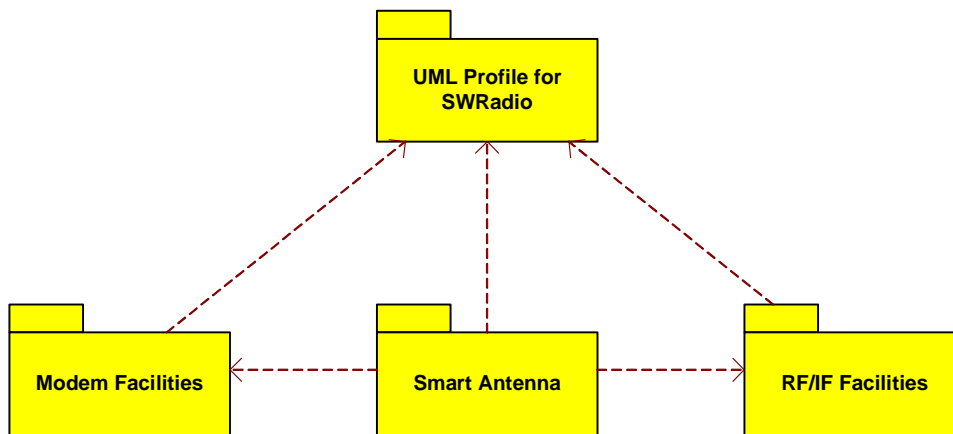 UML Profile for
SWRadio
Modem Facilities
Smart Antenna
RF/IF Facilities